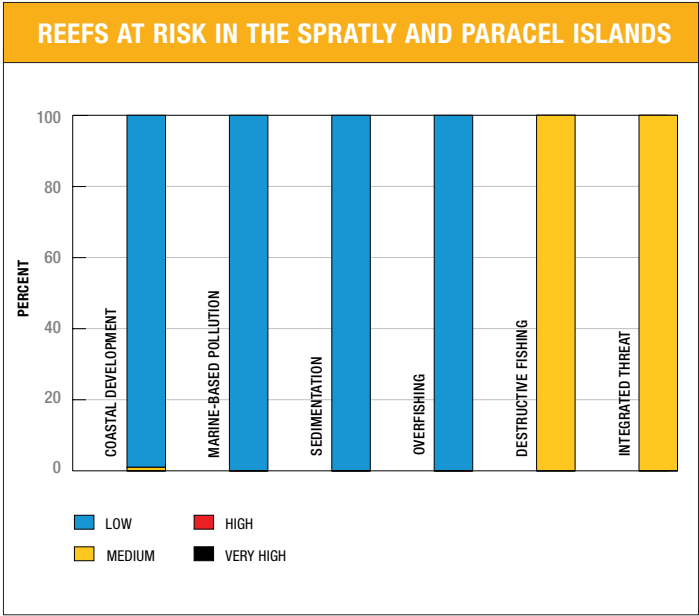 REEFS AT RISK IN THE SPRATLY AND PARACEL ISLANDS
PERCENT
100
80
60
40
20
0
COASTAL DEVELOPMENT
MARINE-BASED POLLUTION
SEDIMENTATION
OVERFISHING
DESTRUCTIVE FISHING
INTEGRATED THREAT
LOW
HIGH
MEDIUM
VERY HIGH